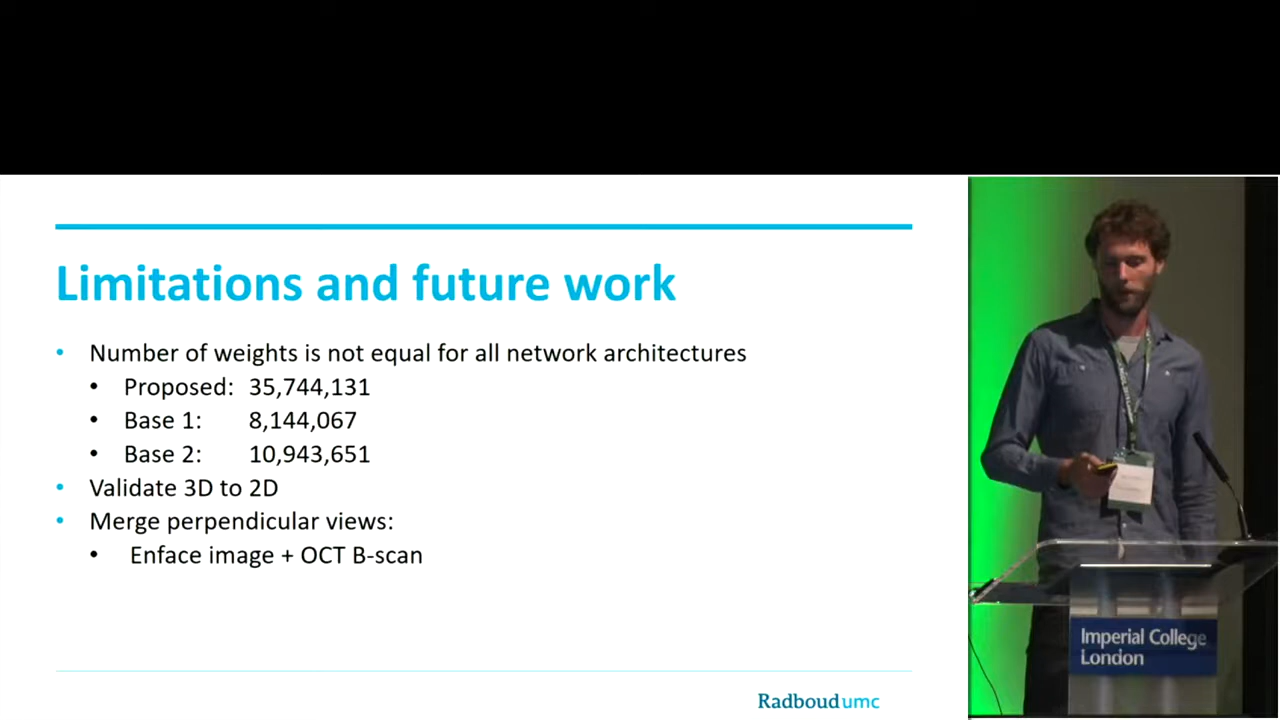 Limitations and future work
• Number of weights is not equal for all network architectures
• Proposed: 35,744,131
• Base 1: 8,144,067
• Base 2: 10,943,651
• Validate 3D to 2D
• Merge perpendicular views:
• Enface image + OCT B-scan
Radboudumc
Imperial College
London